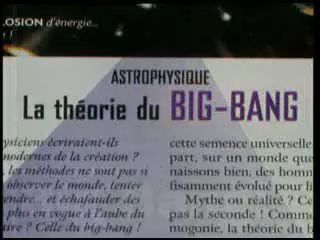 LOSION d'énergie...
ASTROPHYSIQUE
La théorie du BIG-BANG
ysiciens écriraient-ils
modernes de la création ?
, les méthodes ne sont pas si
observer le monde, tenter
endre... et échafauder des
plus en vogue à l'aube du
aire ? Celle du big-bang !
cette semence universelle
part, sur un monde que
naissons bien, des hom
fisamment évolué pour l
Mythe ou réalité ? Ce
pas la seconde ! Comme
mogonie, la théorie du b